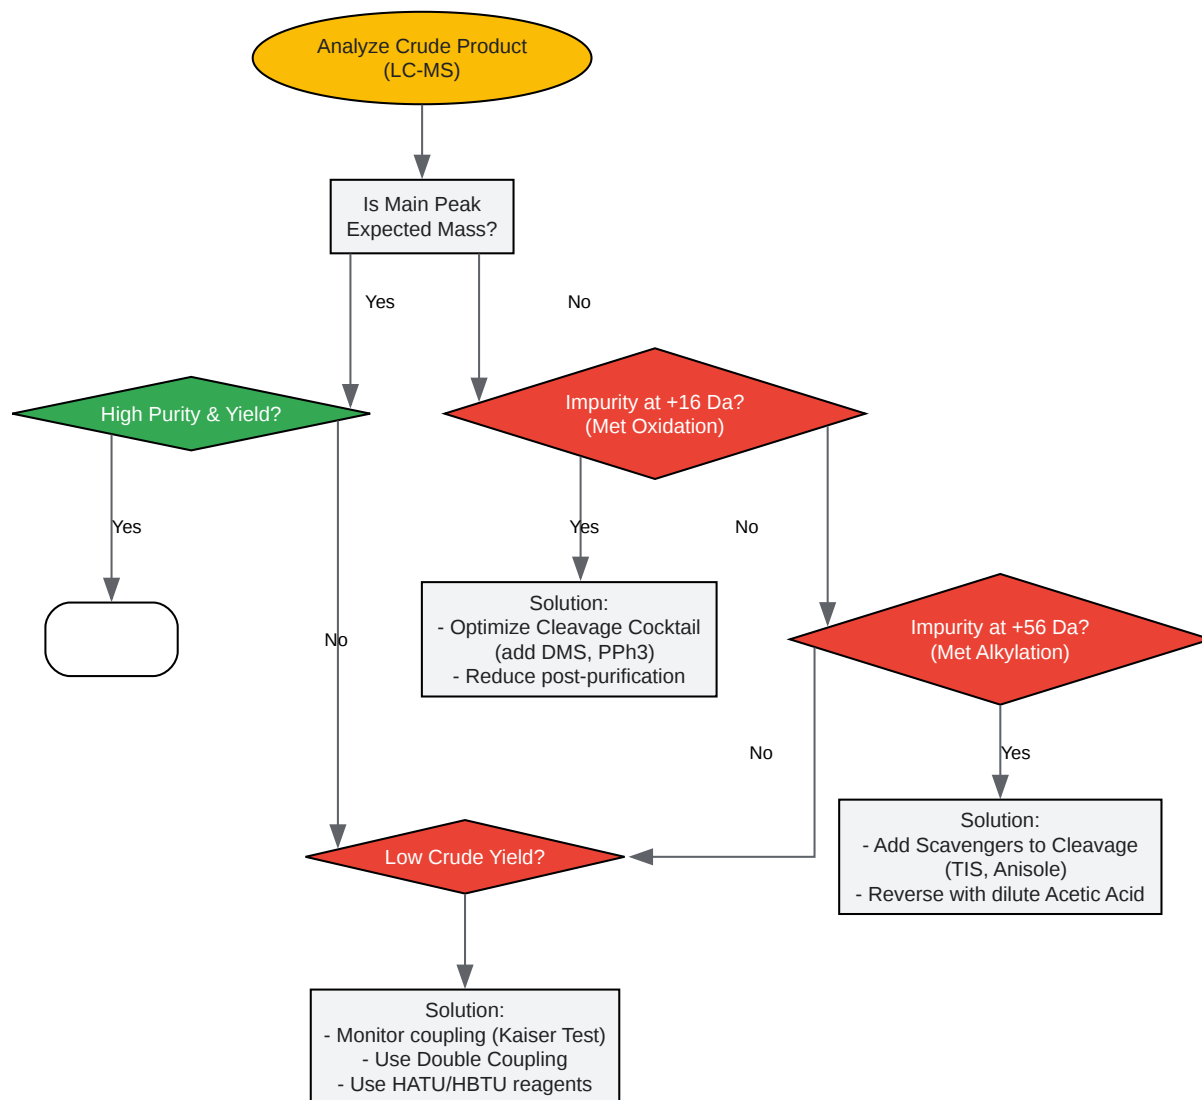 Analyze Crude Product
(LC-MS)
Is Main Peak
Expected Mass?
Yes
No
High Purity & Yield?
Impurity at +16 Da?
(Met Oxidation)
Yes
Yes
No
Solution:
- Optimize Cleavage Cocktail
(add DMS, PPh3)
- Reduce post-purification
No
Impurity at +56 Da?
(Met Alkylation)
No
Yes
Solution:
- Add Scavengers to Cleavage
(TIS, Anisole)
- Reverse with dilute Acetic Acid
Low Crude Yield?
Solution:
- Monitor coupling (Kaiser Test)
- Use Double Coupling
- Use HATU/HBTU reagents